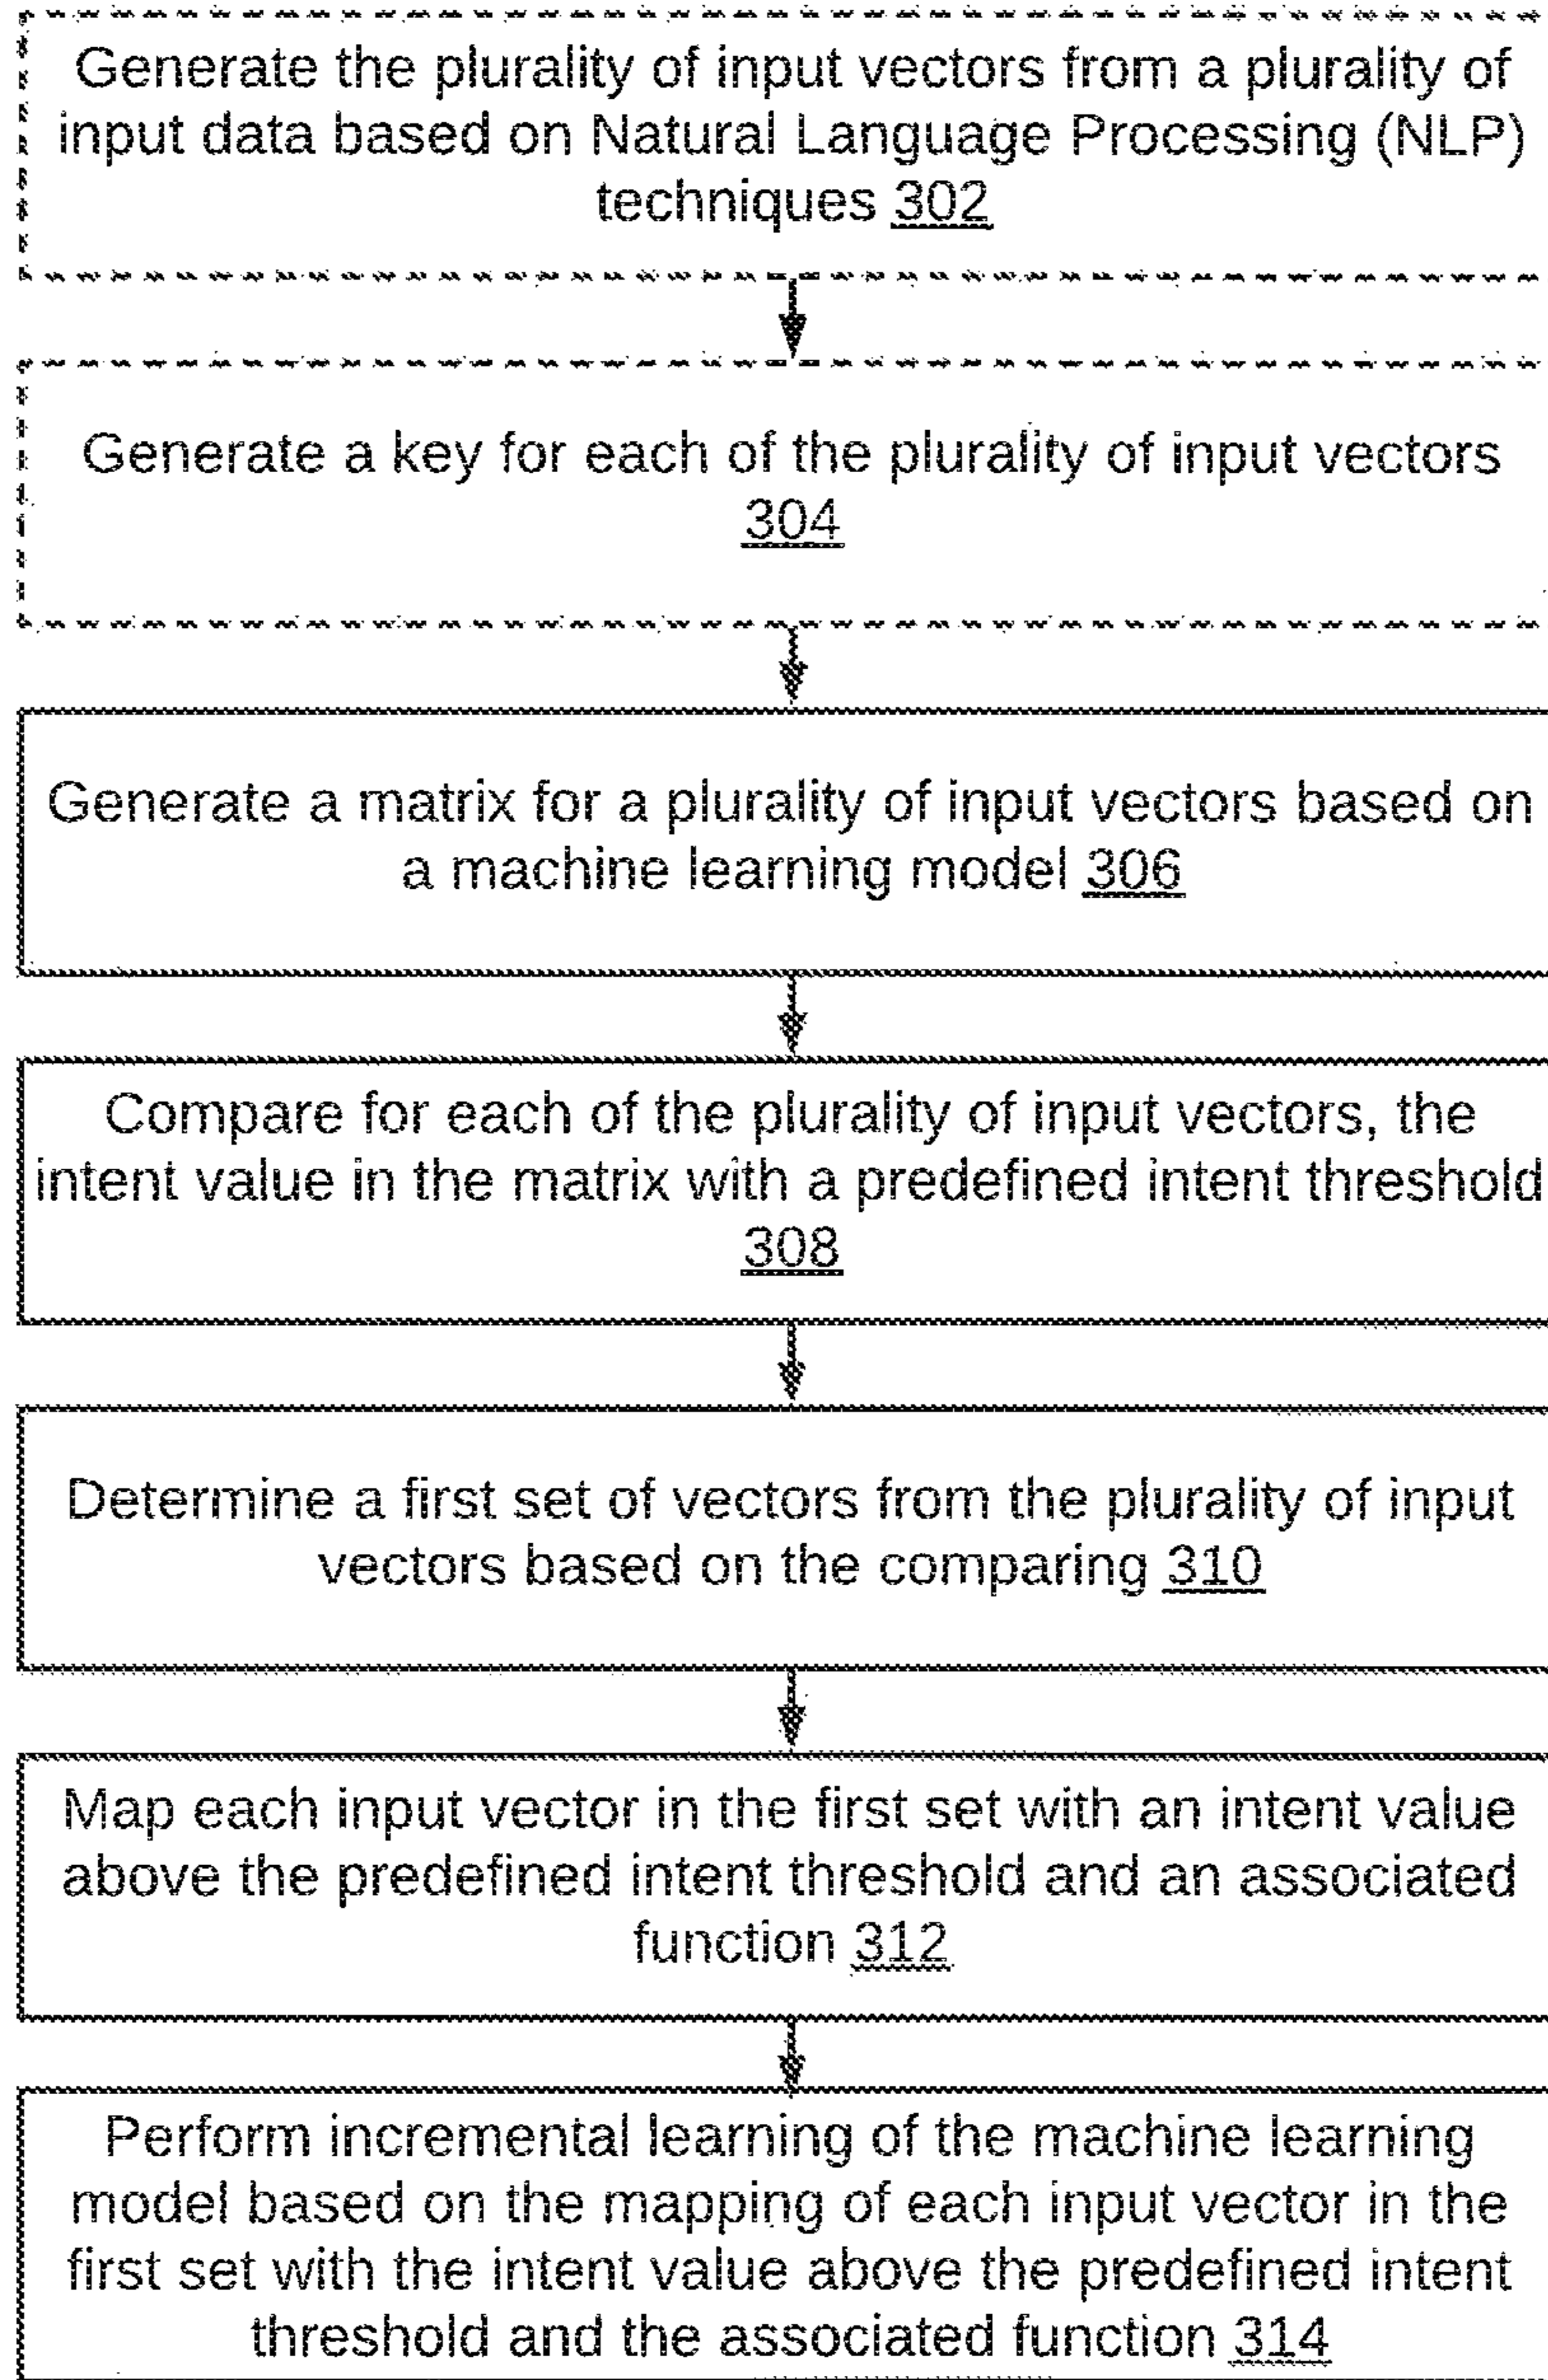 Generate the plurality of input vectors from a plurality of
input data based on Natural Language Processing (NLP)
techniques 302
Generate a key for each of the plurality of input vectors
304
Generate a matrix for a plurality of input vectors based on
a machine learning model 306
Compare for each of the plurality of input vectors, the
intent value in the matrix with a predefined intent threshold
308
Determine a first set of vectors from the plurality of input
vectors based on the comparing 310
Map each input vector in the first set with an intent value
above the predefined intent threshold and an associated
function 312
Perform incremental learning of the machine learning
model based on the mapping of each input vector in the
first set with the intent value above the predefined intent
threshold and the associated function 314